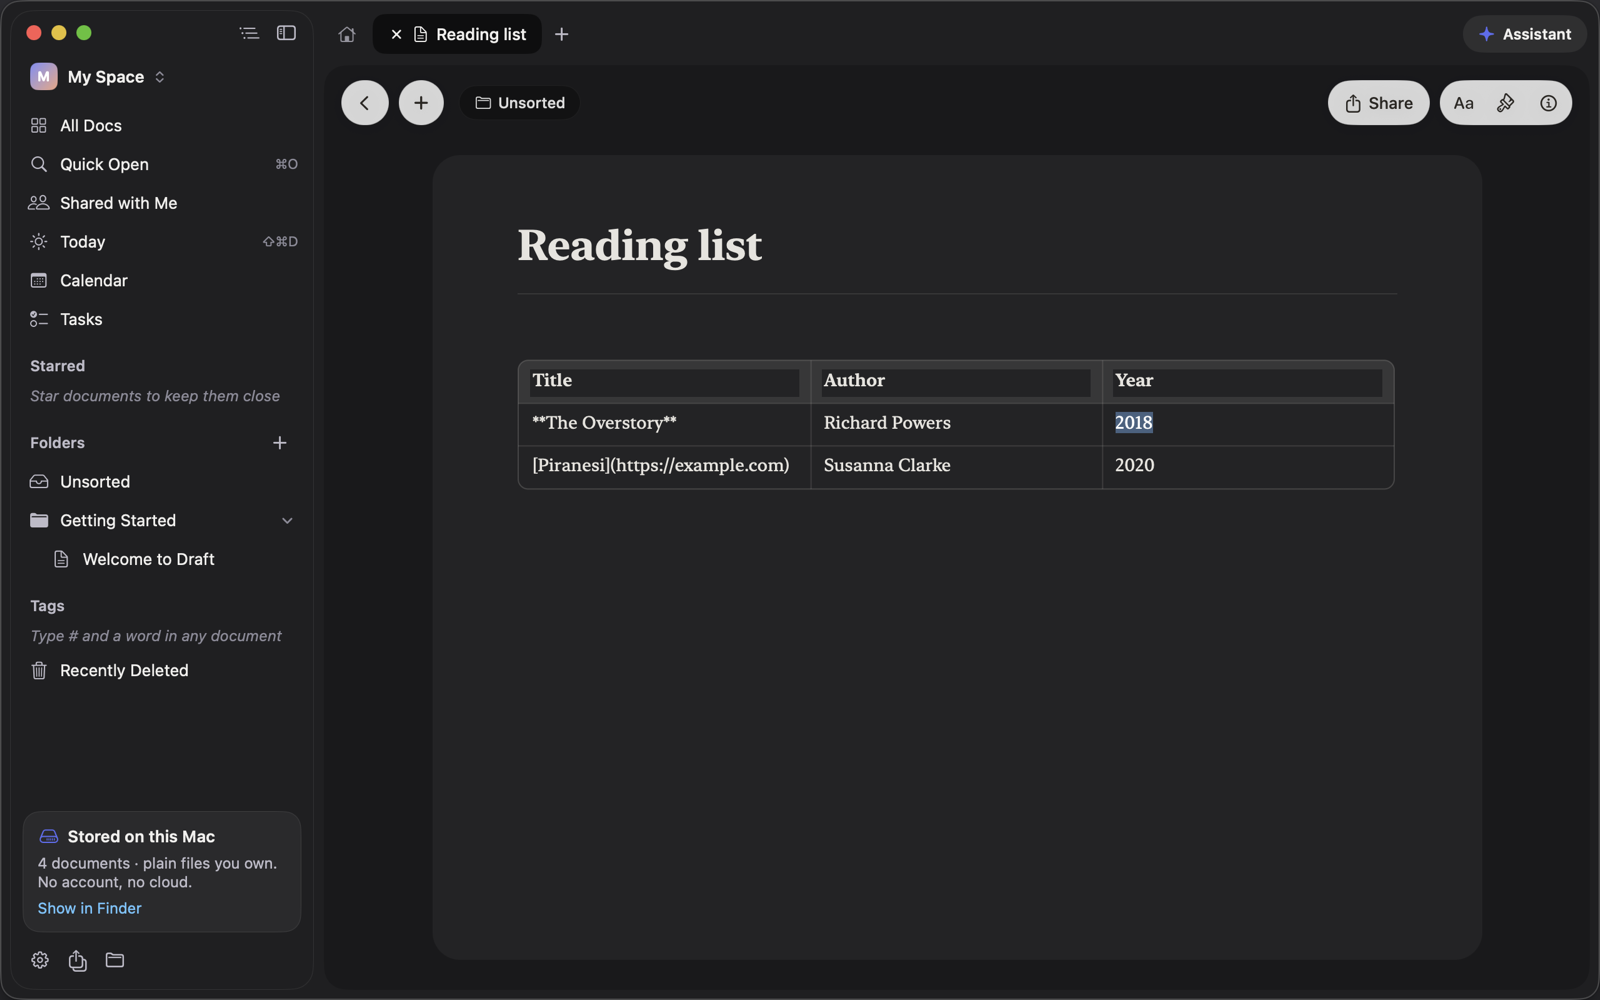 Reading list
M My Space
All Docs
Quick Open ⌘O
Shared with Me
Today ⇧⌘D
Calendar
Tasks
Starred
Star documents to keep them close
Folders
Unsorted
Getting Started
Welcome to Draft
Tags
Type # and a word in any document
Recently Deleted
Stored on this Mac
4 documents · plain files you own.
No account, no cloud.
Show in Finder
Assistant
Unsorted
Share Aa
Reading list
Title Author Year
**The Overstory** Richard Powers 2018
[Piranesi](https://example.com) Susanna Clarke 2020